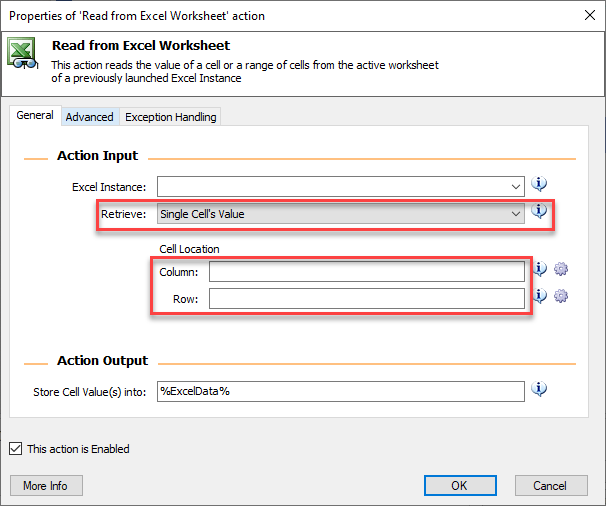 Properties of 'Read from Excel Worksheet' action
Read from Excel Worksheet
This action reads the value of a cell or a range of cells from the active worksheet
of a previously launched Excel Instance
General Advanced Exception Handling
Action Input
Excel Instance:
Retrieve: Single Cell's Value
Cell Location
Column:
Row:
Action Output
Store Cell Value(s) into: %ExcelData%
This action is Enabled
More Info OK Cancel